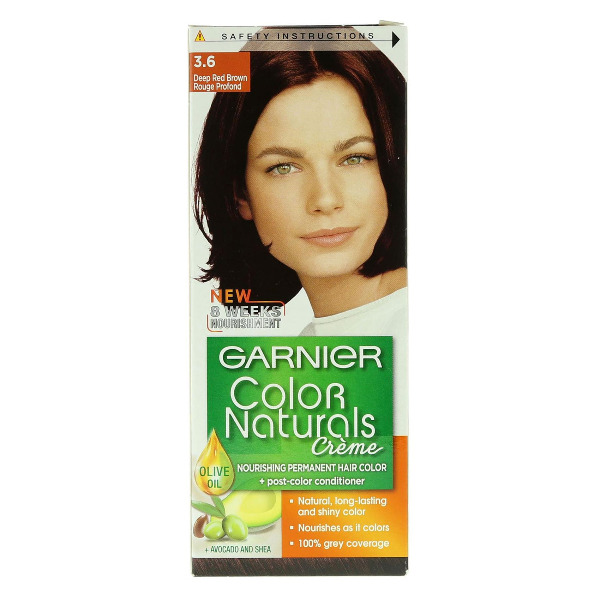 SAFETY INSTRUCTIONS
3.6
Deep Red Brown
Rouge Profond
NEW
8 WEEKS
NOURISHMENT
GARNIER
Color
Naturals
Crème
NOURISHING PERMANENT HAIR COLOR
+ post-color conditioner
OLIVE
OIL
+ AVOCADO AND SHEA
• Natural, long-lasting
and shiny color
• Nourishes as it colors
• 100% grey coverage